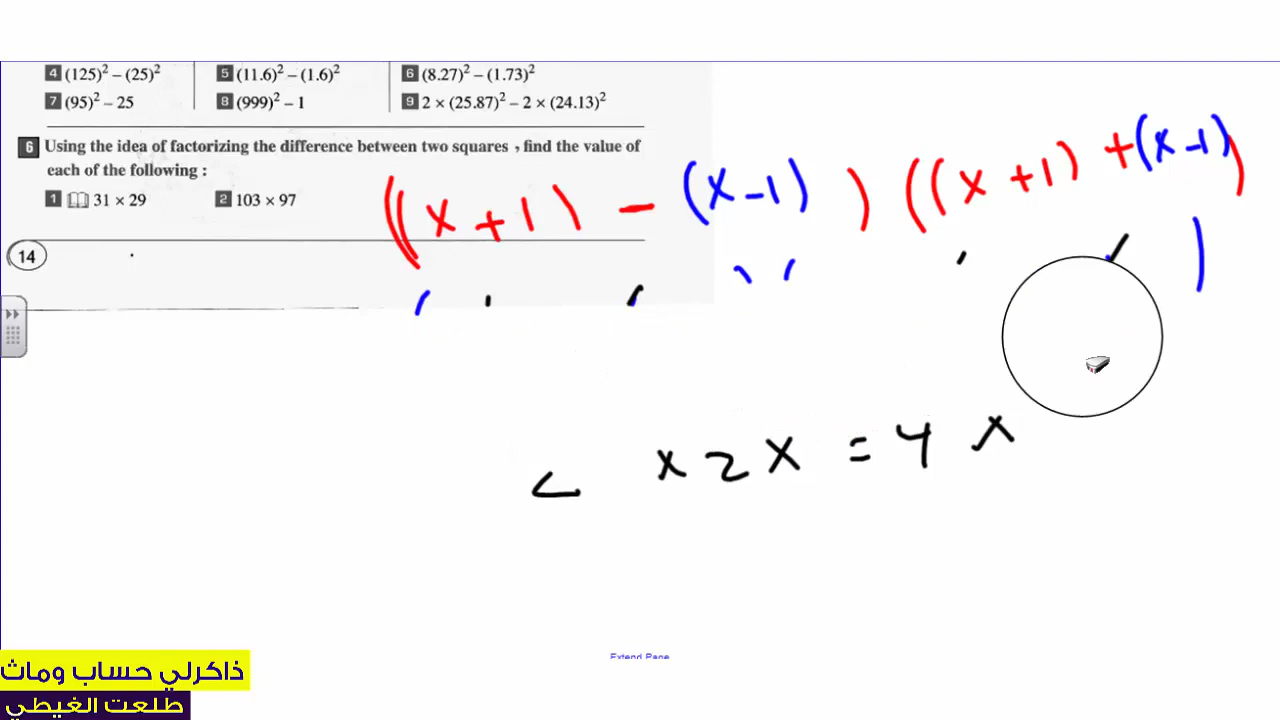 4 (125)² – (25)² 5 (11.6)² – (1.6)² 6 (8.27)² – (1.73)²
7 (95)² – 25 8 (999)² – 1 9 2 × (25.87)² – 2 × (24.13)²
6 Using the idea of factorizing the difference between two squares , find the value of
each of the following :
1 31 × 29 2 103 × 97
((x + 1) – (x – 1)) ((x + 1) + (x – 1))
14
x 2 x = 4 x
Extend Page
ذاكرلي حساب وماث
طلعت الغيطي